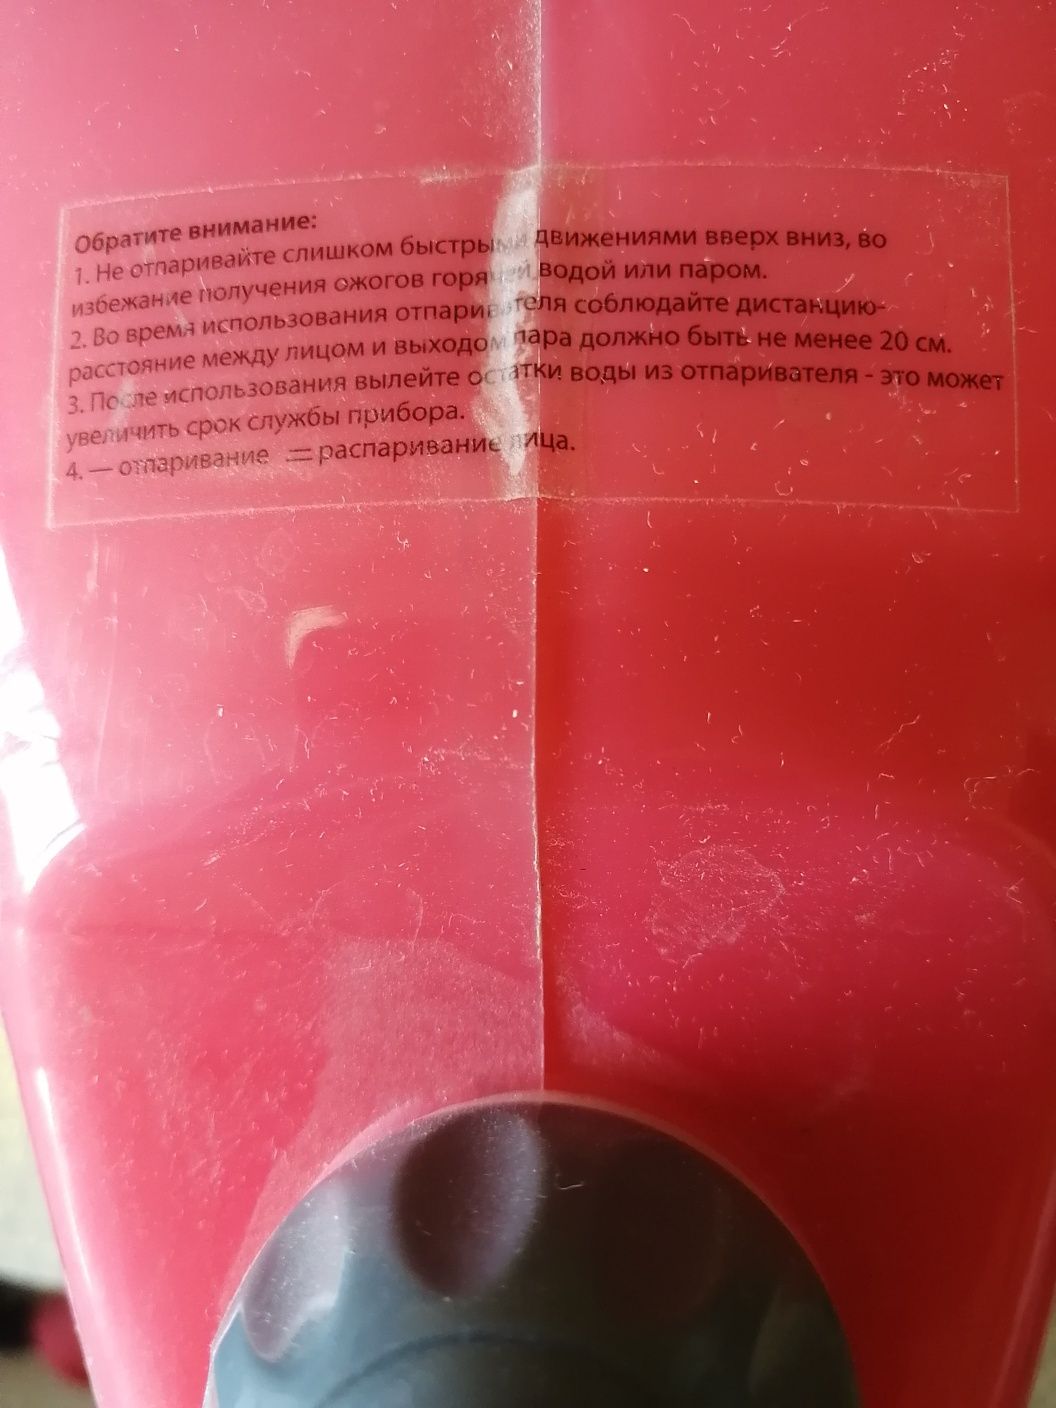 Обратите внимание:
1. Не отпаривайте слишком быстрыми движениями вверх вниз, во
избежание получения ожогов горячей водой или паром.
2. Во время использования отпаривателя соблюдайте дистанцию-
расстояние между лицом и выходом пара должно быть не менее 20 см.
3. После использования вылейте остатки воды из отпаривателя - это может
увеличить срок службы прибора.
4. — отпаривание = распаривание лица.